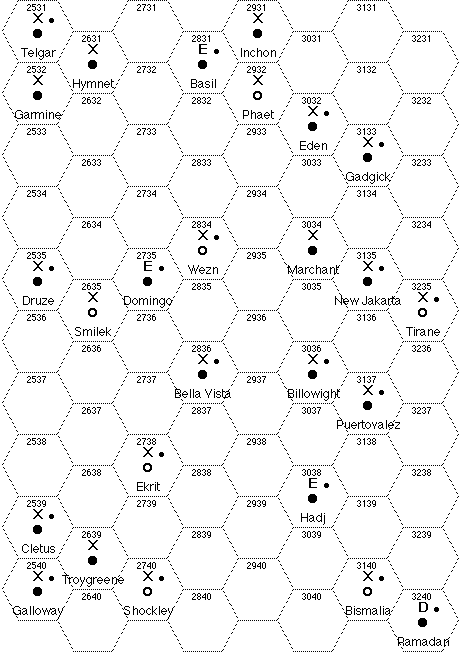 2531 2731 2931 3131
X E X
2631 2831 3031 3231
Telgar X Basil Inchon
2532 Hymnet 2732 2932 3132
X X
2632 2832 3032 3232
Garmine Phaet X
2533 2733 2933 Eden 3133
X
2633 2833 3033 Gadgick 3233
2534 2734 2934 3134
2634 2834 3034 3234
X X
2535 2735 Wezn 2935 Marchant 3135
X E X
Druze 2635 Domingo 2835 3035 New Jakarta 3235
X X
2536 Smilek 2736 2936 3136 Tirane
2636 2836 3036 3236
X X
2537 2737 Bella Vista 2937 Billowight 3137
X
2637 2837 3037 Puertovalez 3237
2538 2738 2938 3138
X
2638 Ekrit 2838 3038 3238
E
2539 2739 2939 Hadj 3139
X
Cletus 2639 2839 3039 3239
X
2540 Troygreene 2740 2940 3140
X X X
Galloway 2640 Shockley 2840 3040 Bismalia 3240
D
Ramadan